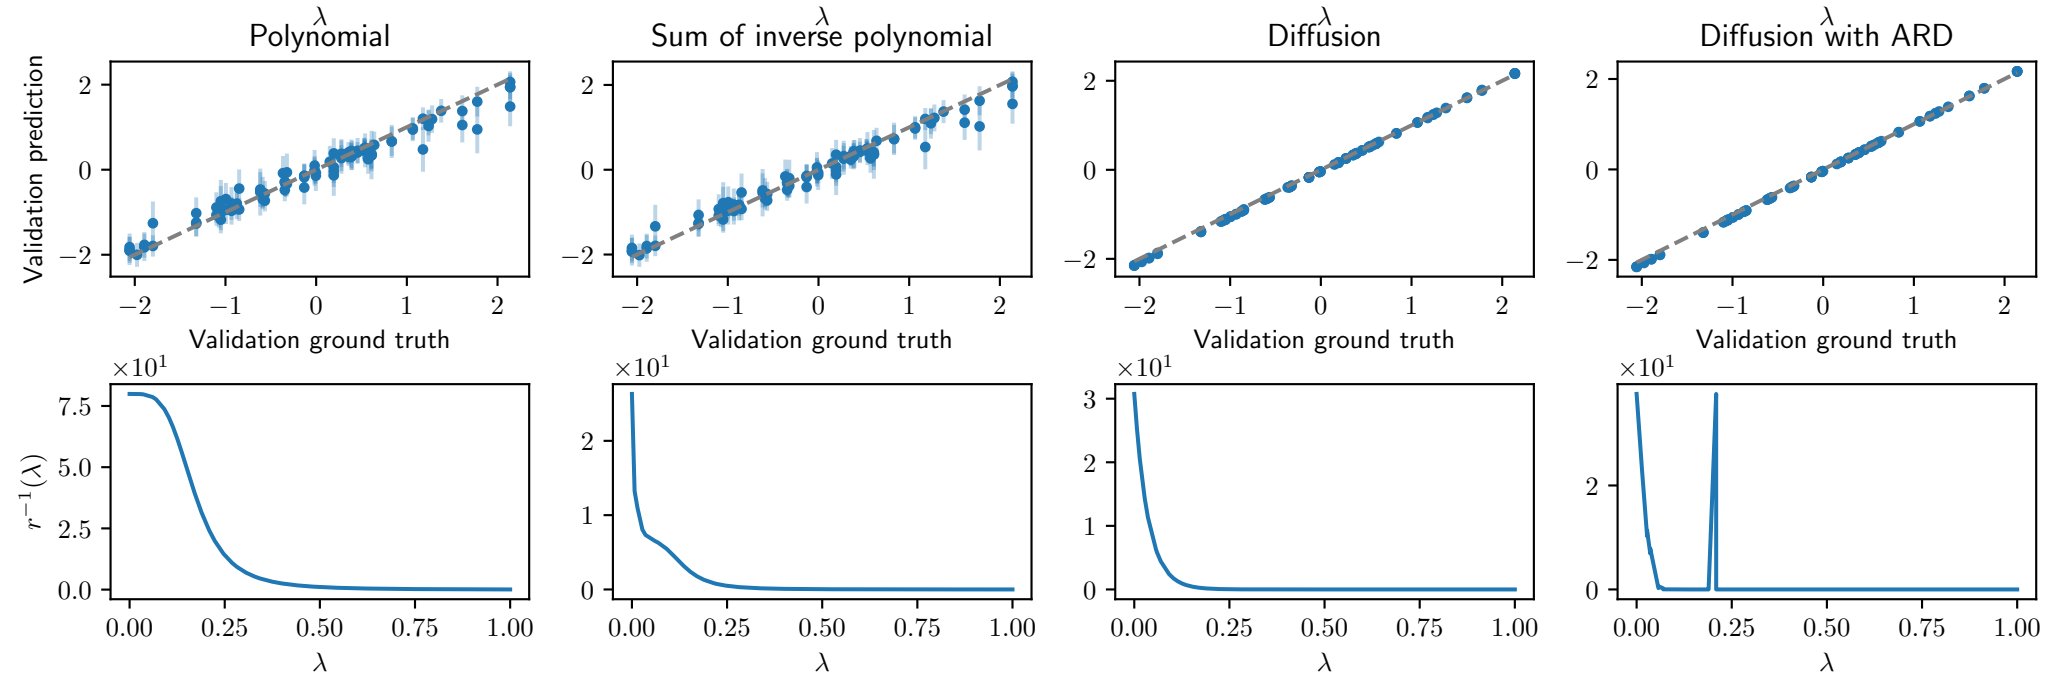 λ λ λ λ
Polynomial Sum of inverse polynomial Diffusion Diffusion with ARD
Validation prediction
2 0 −2
2 0 −2
2 0 −2
2 0 −2
−2 −1 0 1 2 −2 −1 0 1 2 −2 −1 0 1 2 −2 −1 0 1 2
Validation ground truth Validation ground truth Validation ground truth Validation ground truth
×10¹ ×10¹ ×10¹ ×10¹
r⁻¹(λ)
7.5 5.0 2.5 0.0
2 1 0
3 2 1 0
2 0
0.00 0.25 0.50 0.75 1.00 0.00 0.25 0.50 0.75 1.00 0.00 0.25 0.50 0.75 1.00 0.00 0.25 0.50 0.75 1.00
λ λ λ λ